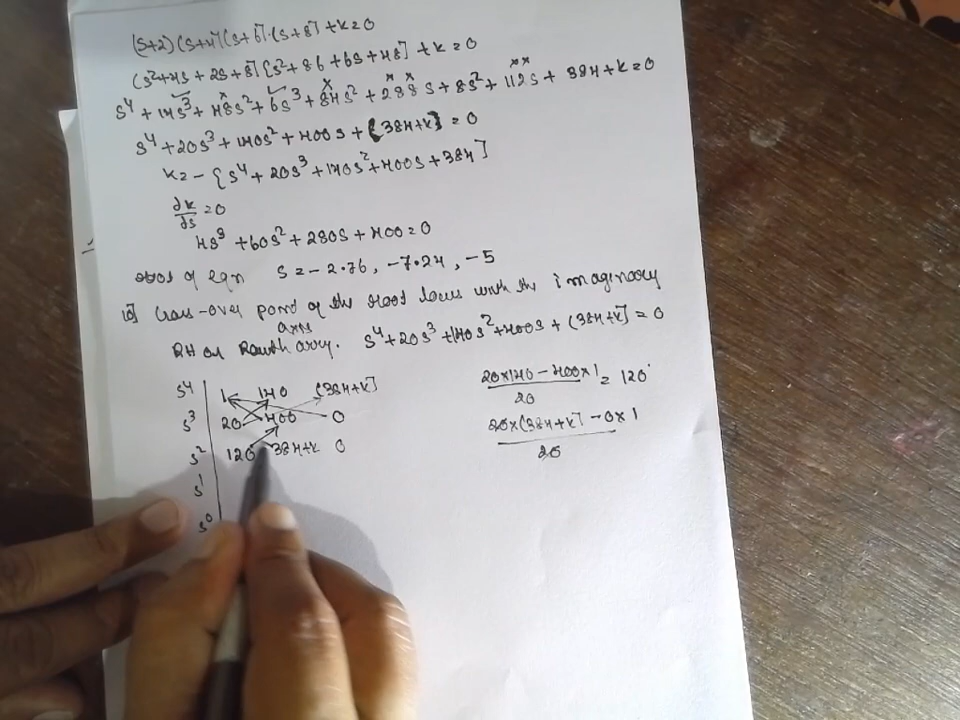 (S+2) (S+4) (S+6) (S+8) + K = 0
(S²+4S + 2S + 8) (S² + 8S + 6S + 48) + K = 0
S⁴ + 14S³ + 48S² + 6S³ + 84S² + 288S + 8S² + 112S + 384 + K = 0
S⁴ + 20S³ + 140S² + 400S + (384+K) = 0
K = - {S⁴ + 20S³ + 140S² + 400S + 384}
dK/dS = 0
4S³ + 60S² + 280S + 400 = 0
roots of eqn S = - 2.76, - 7.24, - 5
Cross-over point of the root locus with the imaginary
axis
RH or Routh array. S⁴ + 20S³ + 140S² + 400S + (384+K) = 0
S⁴ 1 140 (384+K)
S³ 20 400 0
S² 120 384+K 0
S¹
S⁰
20×140 - 400×1 / 20 = 120
20×(384+K) - 0×1 / 20